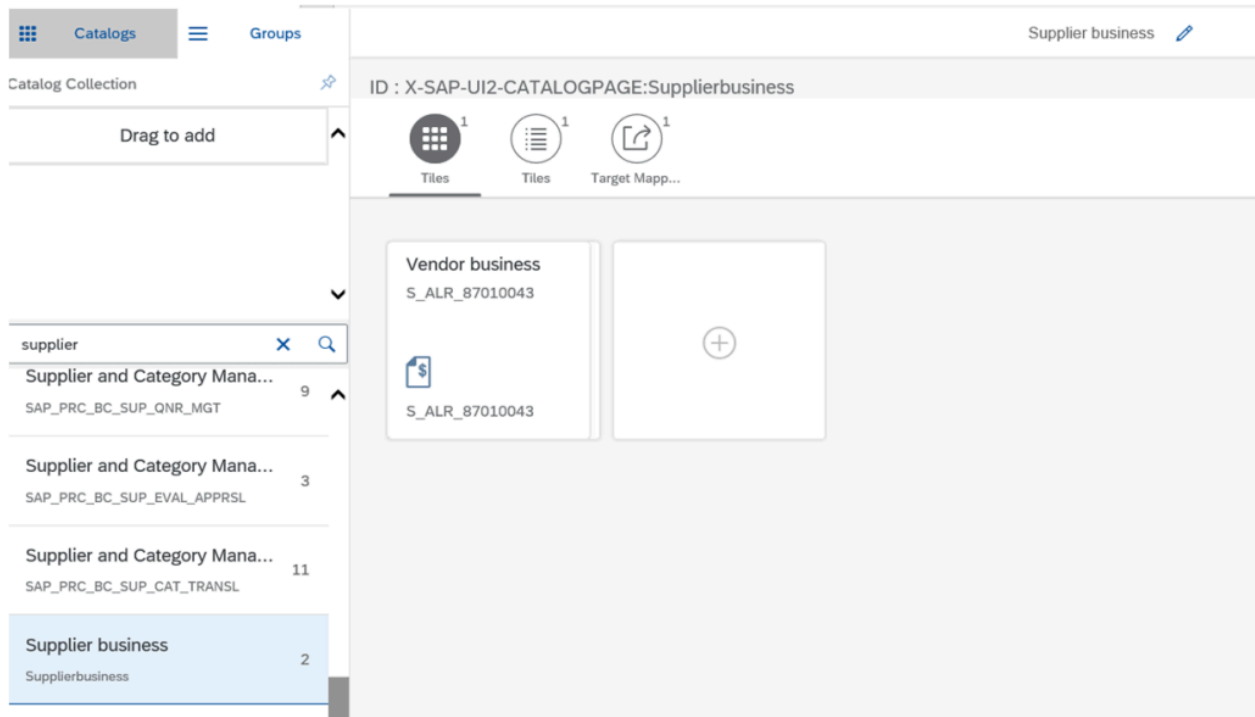 Catalogs
Groups
Supplier business
Catalog Collection
ID : X-SAP-UI2-CATALOGPAGE:Supplierbusiness
Drag to add
1
1
1
Tiles
Tiles
Target Mapp...
Vendor business
S_ALR_87010043
$
S_ALR_87010043
supplier
Supplier and Category Mana...
9
SAP_PRC_BC_SUP_QNR_MGT
Supplier and Category Mana...
3
SAP_PRC_BC_SUP_EVAL_APPRSL
Supplier and Category Mana...
11
SAP_PRC_BC_SUP_CAT_TRANSL
Supplier business
2
Supplierbusiness